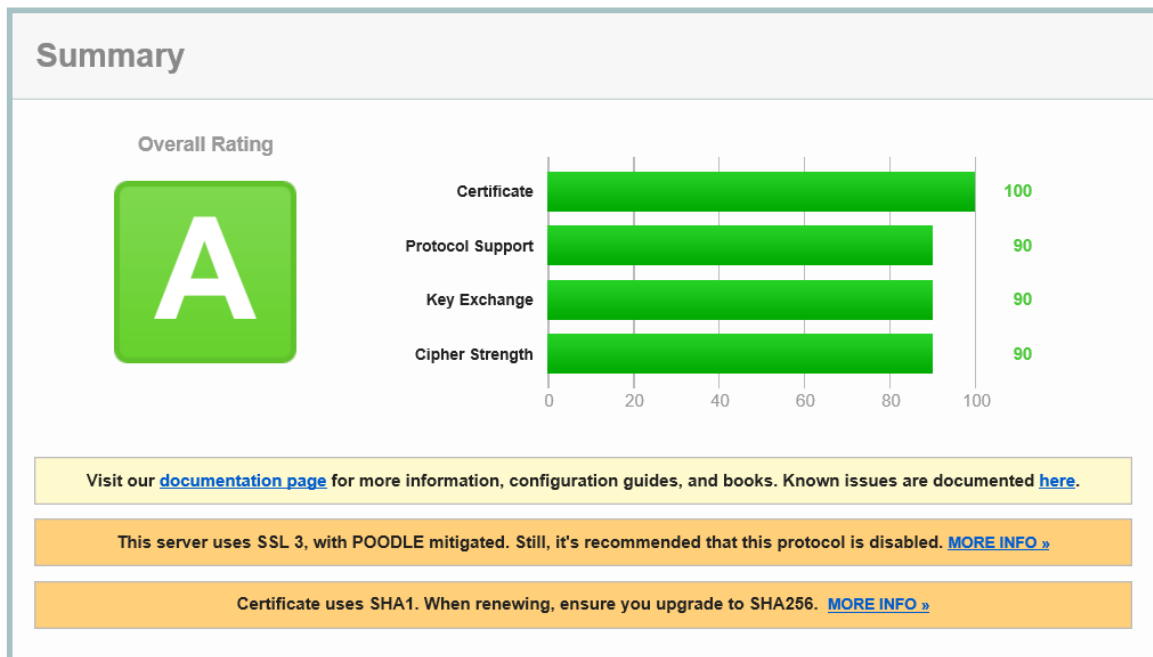 Summary
Overall Rating
A
Certificate 100
Protocol Support 90
Key Exchange 90
Cipher Strength 90
0 20 40 60 80 100
Visit our documentation page for more information, configuration guides, and books. Known issues are documented here.
This server uses SSL 3, with POODLE mitigated. Still, it's recommended that this protocol is disabled. MORE INFO »
Certificate uses SHA1. When renewing, ensure you upgrade to SHA256. MORE INFO »